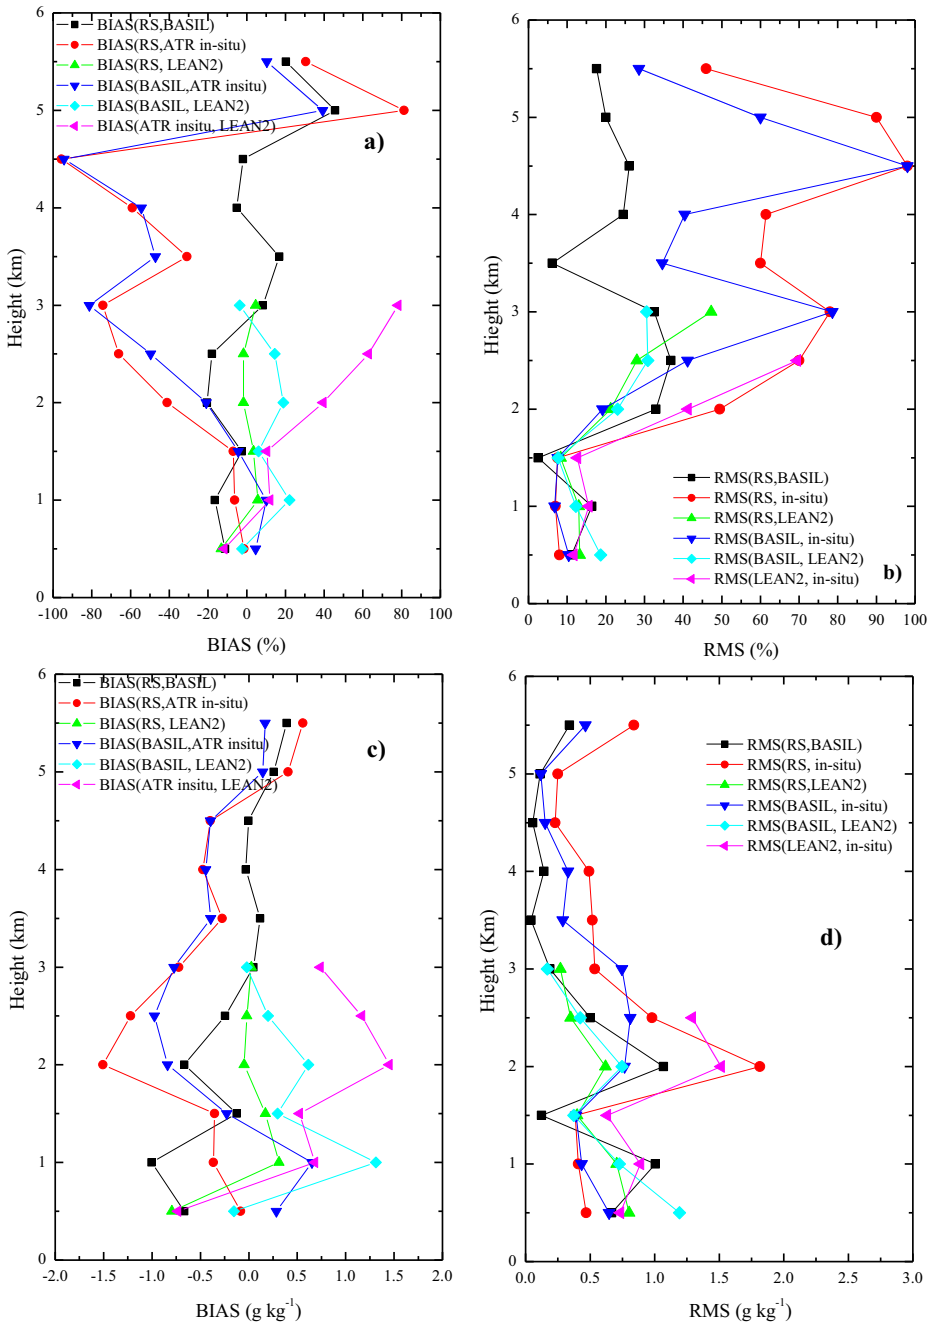 BIAS(RS,BASIL)
BIAS(RS,ATR in-situ)
BIAS(RS, LEAN2)
BIAS(BASIL,ATR insitu)
BIAS(BASIL, LEAN2)
BIAS(ATR insitu, LEAN2)
a)
6
5
4
3
2
1
0
Height (km)
-100 -80 -60 -40 -20 0 20 40 60 80 100
BIAS (%)
6
5
4
3
2
1
0
Hieght (km)
RMS(RS,BASIL)
RMS(RS, in-situ)
RMS(RS,LEAN2)
RMS(BASIL, in-situ)
RMS(BASIL, LEAN2)
RMS(LEAN2, in-situ)
b)
0 10 20 30 40 50 60 70 80 90 100
RMS (%)
BIAS(RS,BASIL)
BIAS(RS,ATR in-situ)
BIAS(RS, LEAN2)
BIAS(BASIL,ATR insitu)
BIAS(BASIL, LEAN2)
BIAS(ATR insitu, LEAN2)
c)
6
5
4
3
2
1
0
Height (km)
-2.0 -1.5 -1.0 -0.5 0.0 0.5 1.0 1.5 2.0
BIAS (g kg-1)
6
5
4
3
2
1
0
Hieght (Km)
RMS(RS,BASIL)
RMS(RS, in-situ)
RMS(RS,LEAN2)
RMS(BASIL, in-situ)
RMS(BASIL, LEAN2)
RMS(LEAN2, in-situ)
d)
0.0 0.5 1.0 1.5 2.0 2.5 3.0
RMS (g kg-1)